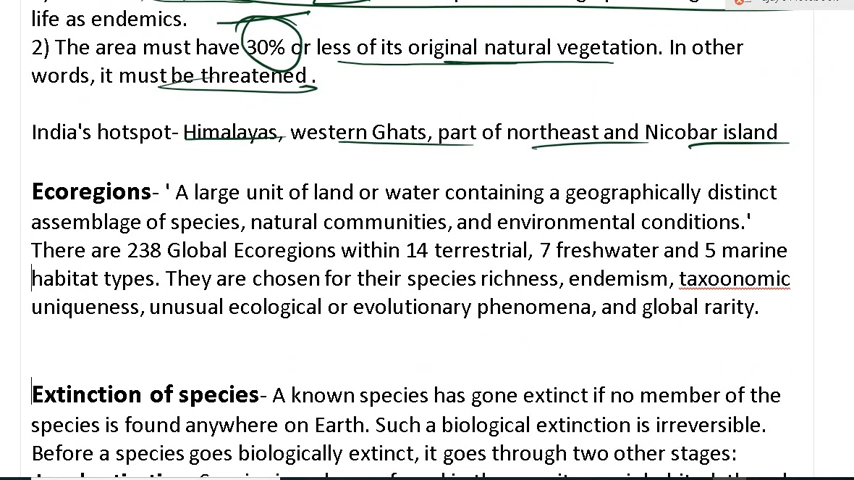 life as endemics.
2) The area must have 30% or less of its original natural vegetation. In other
words, it must be threatened .
India's hotspot- Himalayas, western Ghats, part of northeast and Nicobar island
Ecoregions- ' A large unit of land or water containing a geographically distinct
assemblage of species, natural communities, and environmental conditions.'
There are 238 Global Ecoregions within 14 terrestrial, 7 freshwater and 5 marine
habitat types. They are chosen for their species richness, endemism, taxoonomic
uniqueness, unusual ecological or evolutionary phenomena, and global rarity.
Extinction of species- A known species has gone extinct if no member of the
species is found anywhere on Earth. Such a biological extinction is irreversible.
Before a species goes biologically extinct, it goes through two other stages: